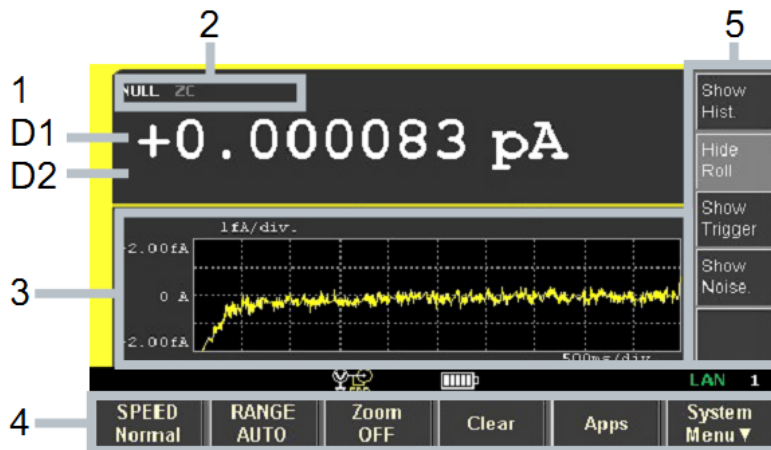 2
5
1
D1
D2
3
4
NULL ZC
+0.000083 pA
1fA/div.
2.00fA
0 A
-2.00fA
500ms/div.
Show
Hist.
Hide
Roll
Show
Trigger
Show
Noise.
LAN 1
SPEED
Normal
RANGE
AUTO
Zoom
OFF
Clear
Apps
System
Menu▼